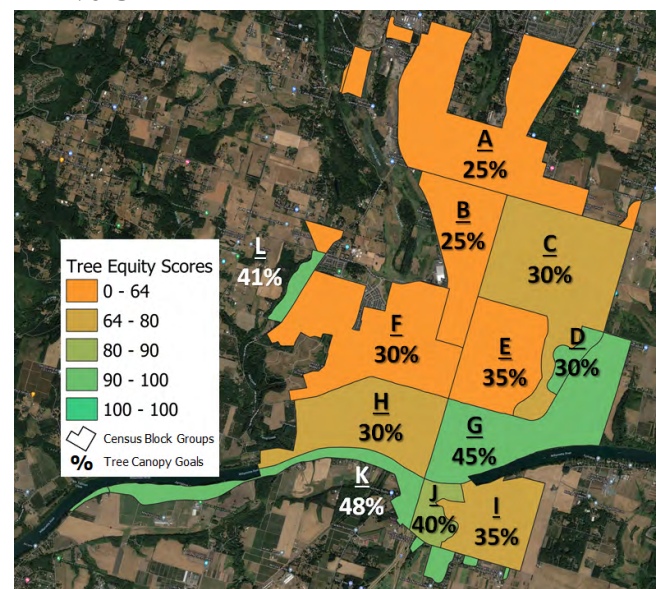 A
25%
B
25%
C
30%
L
41%
Tree Equity Scores
0 - 64
64 - 80
80 - 90
90 - 100
100 - 100
Census Block Groups
% Tree Canopy Goals
F
30%
E
35%
D
30%
H
30%
G
45%
K
48%
J
40%
I
35%